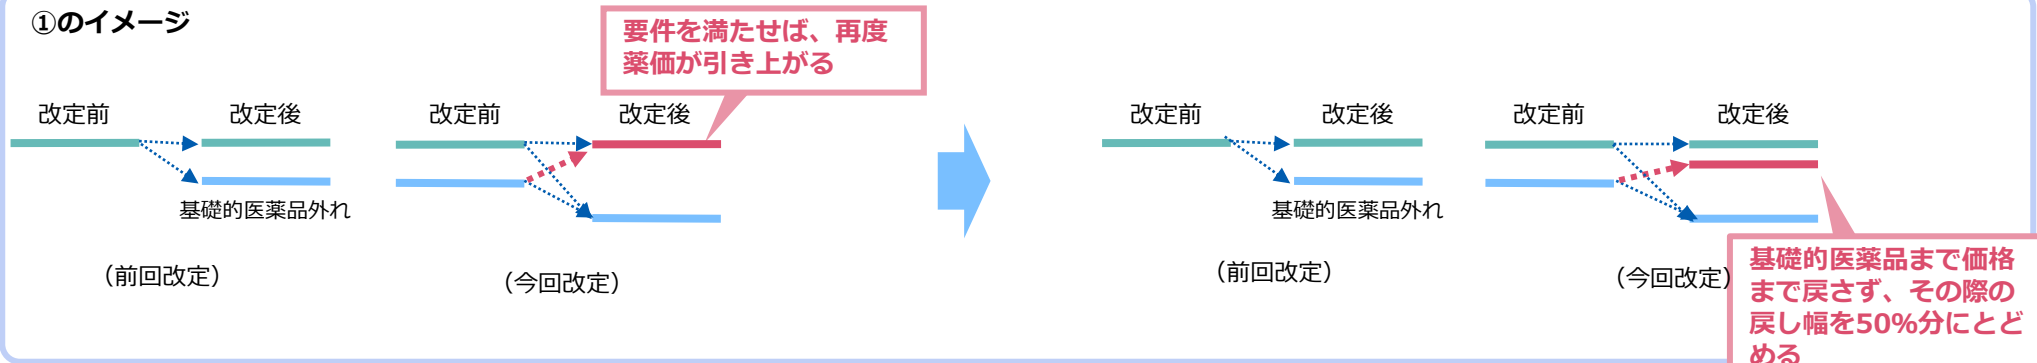 ①のイメージ
要件を満たせば、再度
薬価が引き上がる
改定前
改定後
改定前
改定後
基礎的医薬品外れ
（前回改定）
（今回改定）
改定前
改定後
改定前
改定後
基礎的医薬品外れ
（前回改定）
（今回改定）
基礎的医薬品まで価格
まで戻さず、その際の
戻し幅を50%分にとど
める